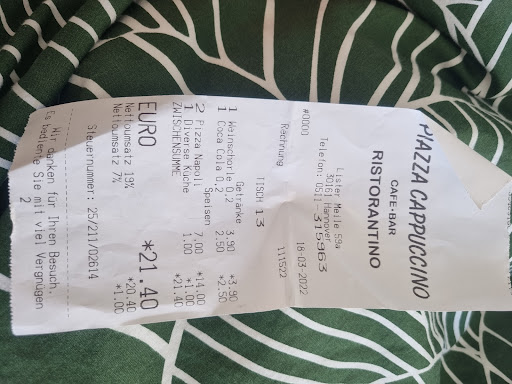 PIAZZA CAPPUCCINO
CAFE-BAR
RISTORANTINO
Lister Meile 59a
30161 Hannover
Telefon: 0511-315963
#0000 18-03-2022
Rechnung 111522
TISCH 13
Getränke
1 Weinschorle 0.2 3.90 *3.90
1 Coca Cola 0.2 2.50 *2.50
Speisen
2 Pizza Napoli 7.00 *14.00
1 Diverse Küche 1.00 *1.00
ZWISCHENSUMME *21.40
EURO *21.40
Nettoumsatz 19% *20.40
Nettoumsatz 7% *1.00
Steuernummer: 25/211/02614
Wir danken für Ihren Besuch.
Es bediente Sie mit viel Vergnügen
2